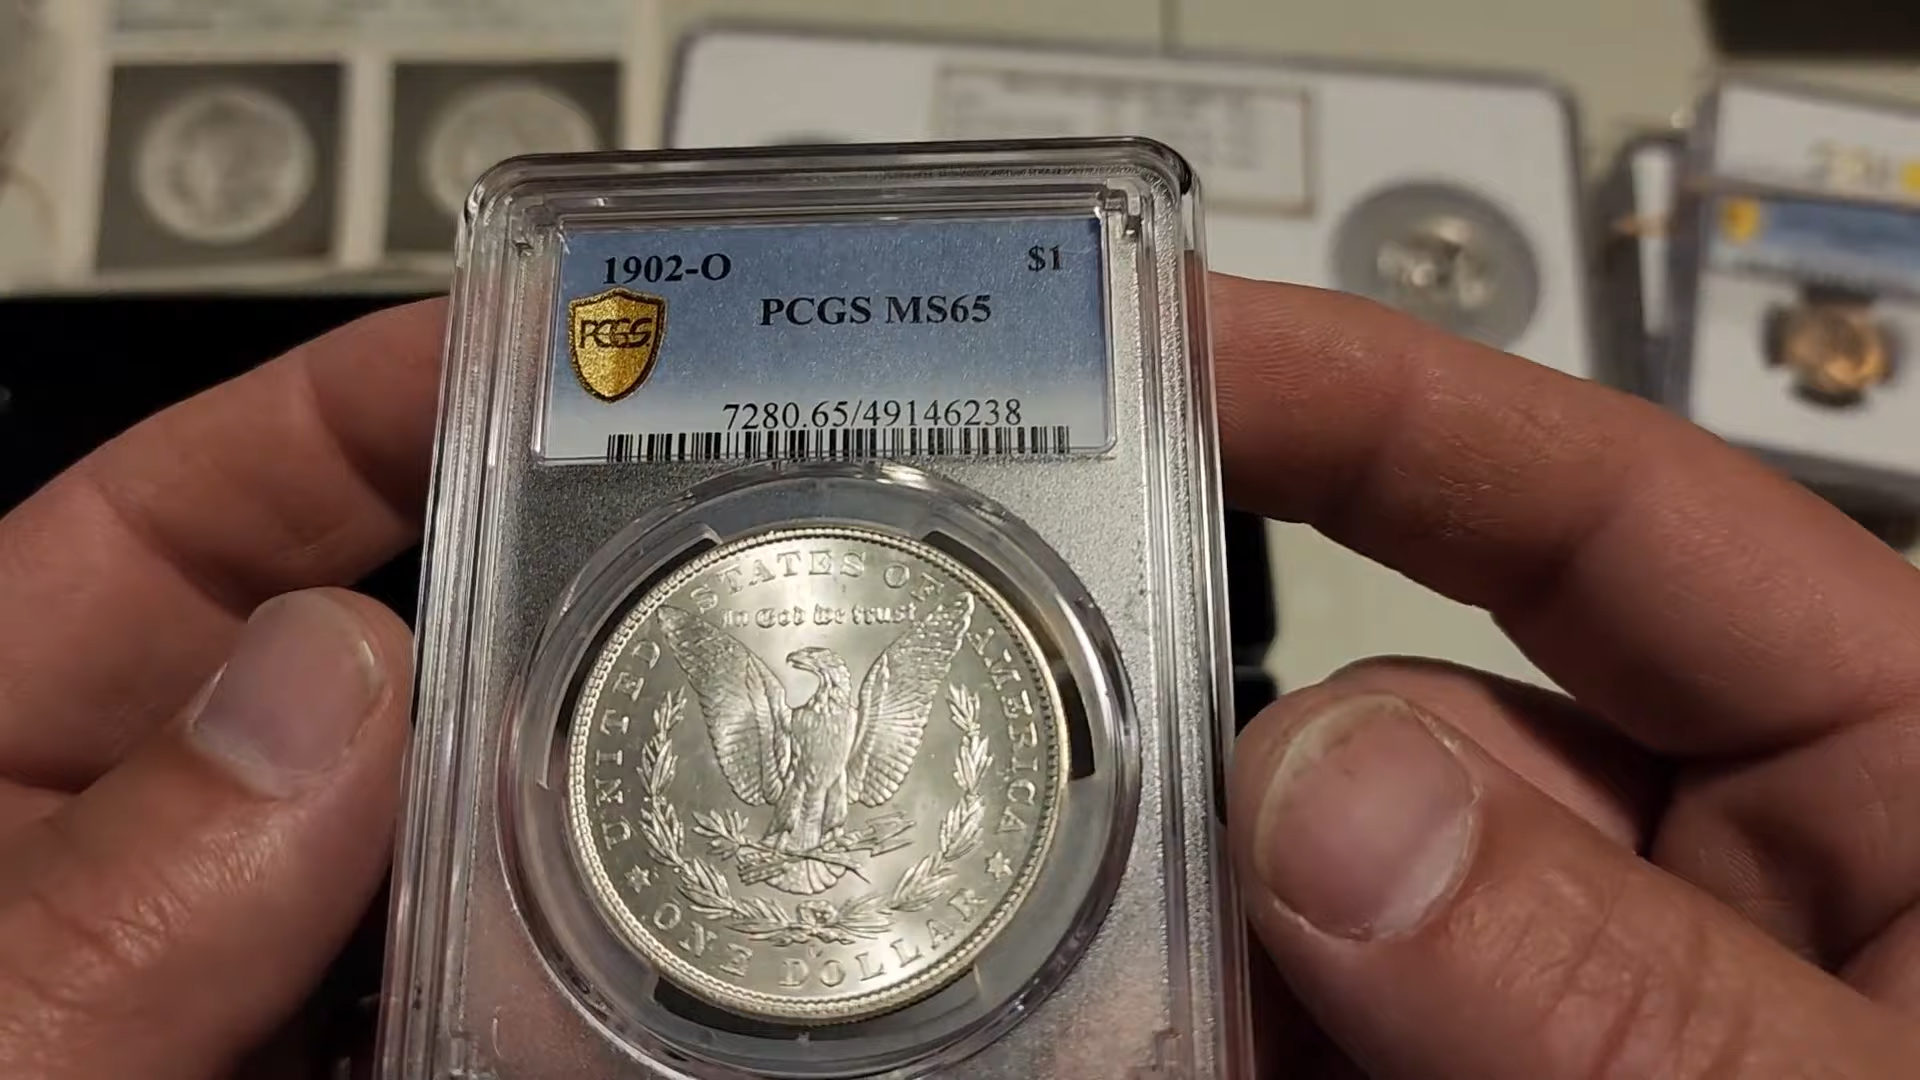 1902-O $1
PCGS MS65
PCGS
7280.65/49146238
UNITED STATES OF AMERICA
In God We Trust
ONE DOLLAR
O